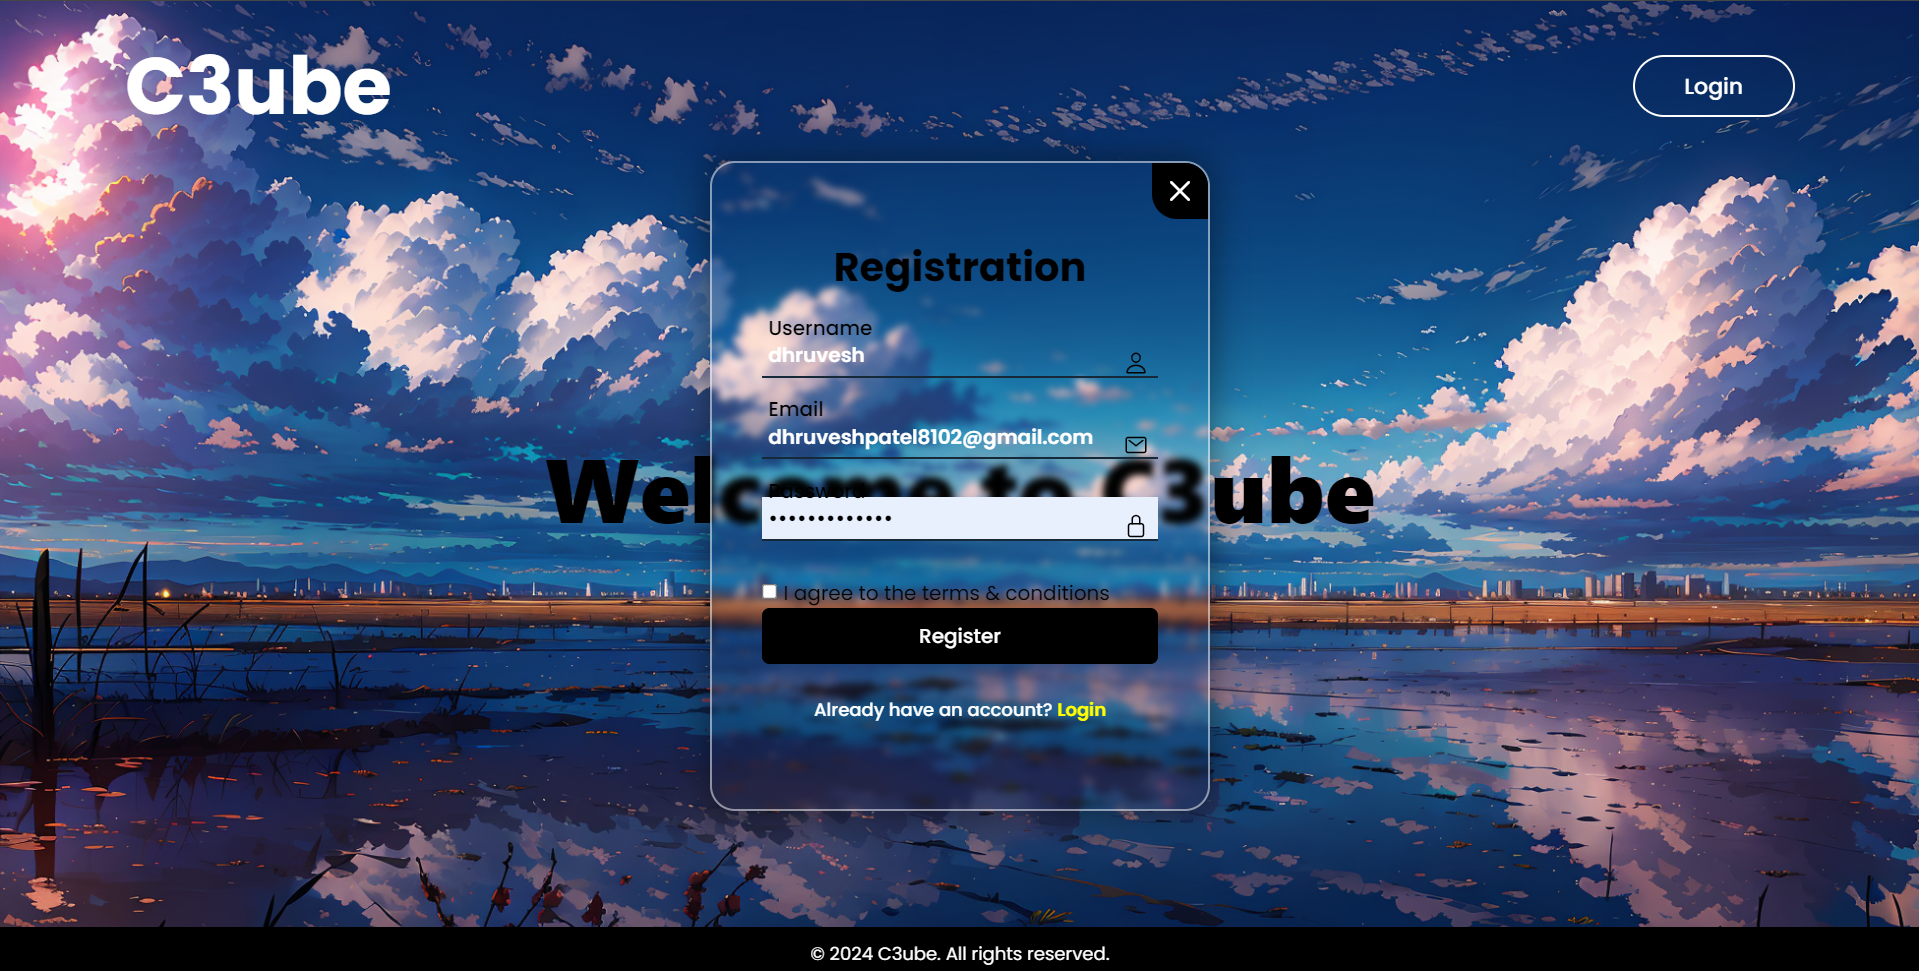 C3ube
Login
Registration
Username
dhruvesh
Email
dhruveshpatel8102@gmail.com
Welcome to C3ube
Password
•••••••••••••
I agree to the terms & conditions
Register
Already have an account? Login
© 2024 C3ube. All rights reserved.